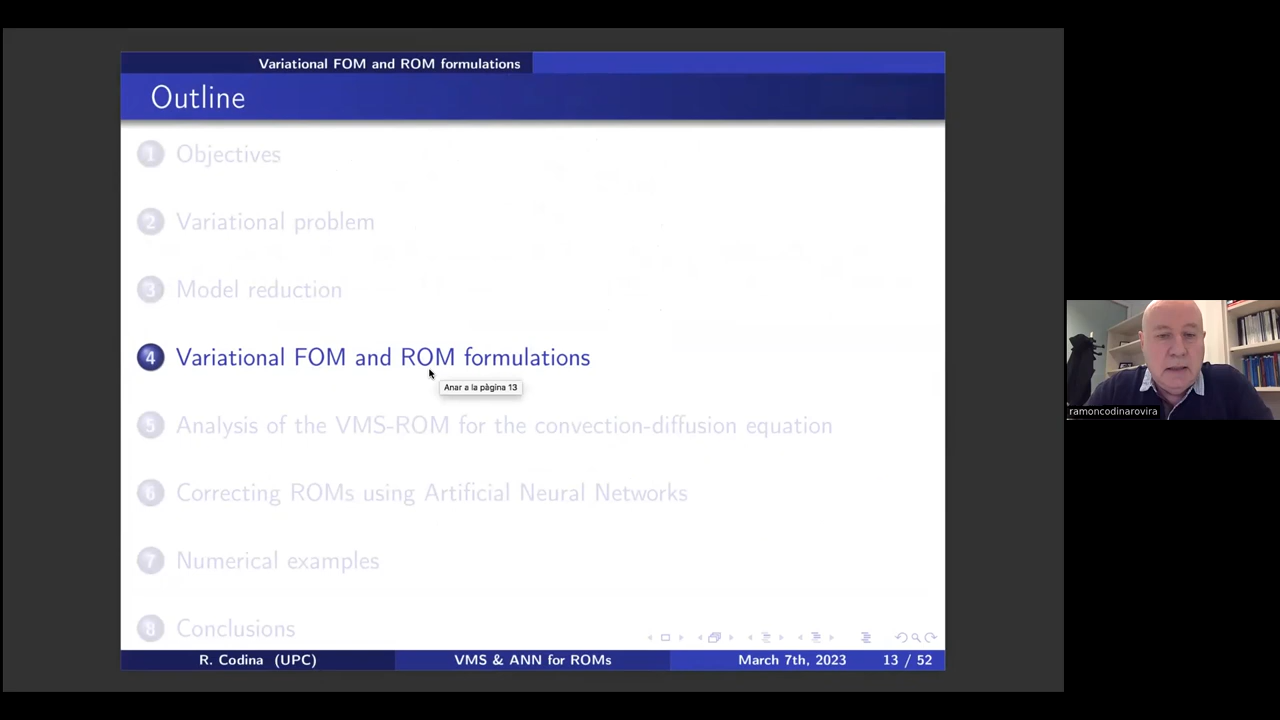 Variational FOM and ROM formulations
Outline
1 Objectives
2 Variational problem
3 Model reduction
4 Variational FOM and ROM formulations
Anar a la pàgina 13
5 Analysis of the VMS-ROM for the convection-diffusion equation
6 Correcting ROMs using Artificial Neural Networks
7 Numerical examples
8 Conclusions
R. Codina (UPC) VMS & ANN for ROMs March 7th, 2023 13 / 52
ramoncodinarovira